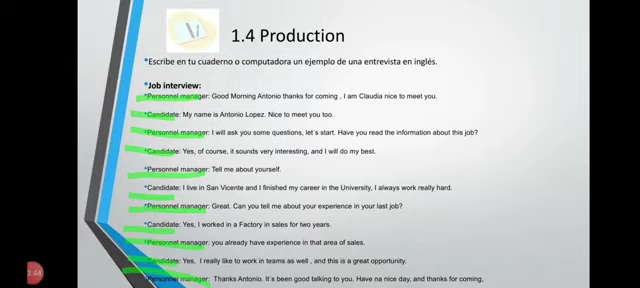 1.4 Production
*Escribe en tu cuaderno o computadora un ejemplo de una entrevista en inglés.
*Job interview:
*Personnel manager: Good Morning Antonio thanks for coming, I am Claudia nice to meet you.
*Candidate: My name is Antonio Lopez. Nice to meet you too.
*Personnel manager: I will ask you some questions, let´s start. Have you read the information about this job?
*Candidate: Yes, of course, it sounds very interesting, and I will do my best.
*Personnel manager: Tell me about yourself.
*Candidate: I live in San Vicente and I finished my career in the University, I always work really hard.
*Personnel manager: Great. Can you tell me about your experience in your last job?
*Candidate: Yes, I worked in a Factory in sales for two years.
*Personnel manager: you already have experience in that area of sales.
*Candidate: Yes, I really like to work in teams as well, and this is a great opportunity.
*Personnel manager: Thanks Antonio. It´s been good talking to you. Have na nice day, and thanks for coming,
3:44